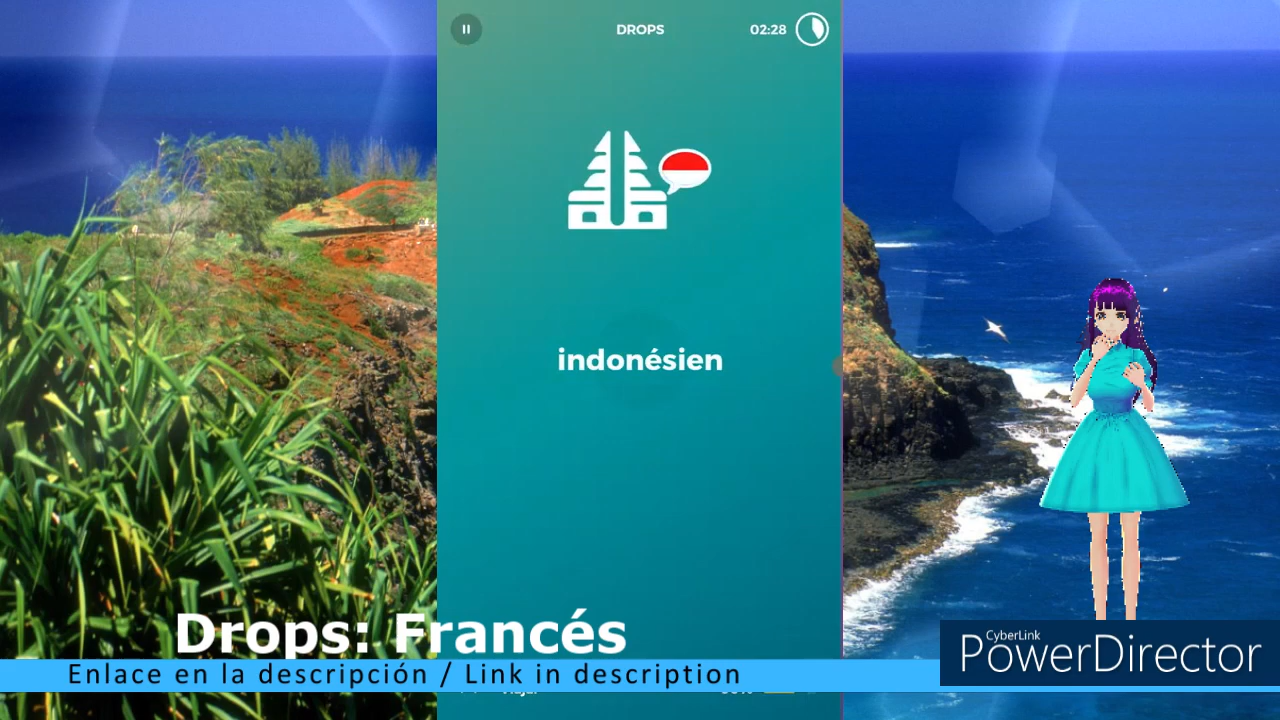 DROPS
02:28
indonésien
Drops: Francés
Enlace en la descripción / Link in description
CyberLink
PowerDirector